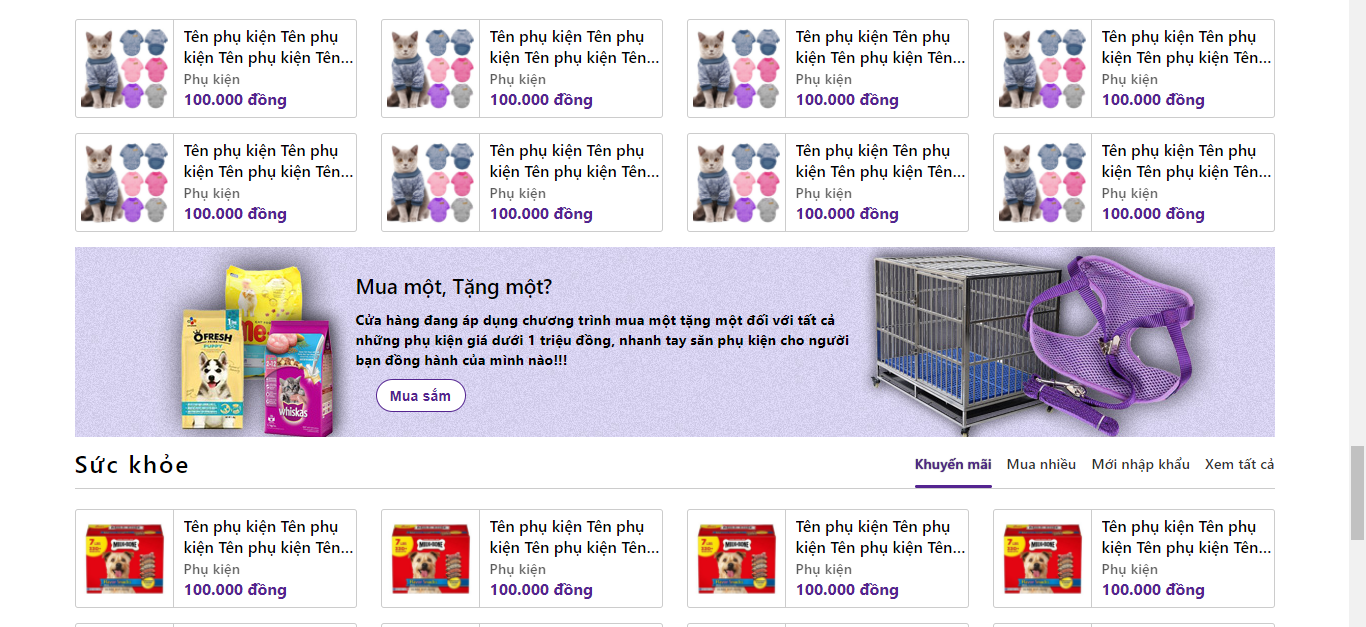 Tên phụ kiện Tên phụ
kiện Tên phụ kiện Tên...
Phụ kiện
100.000 đồng
Tên phụ kiện Tên phụ
kiện Tên phụ kiện Tên...
Phụ kiện
100.000 đồng
Tên phụ kiện Tên phụ
kiện Tên phụ kiện Tên...
Phụ kiện
100.000 đồng
Tên phụ kiện Tên phụ
kiện Tên phụ kiện Tên...
Phụ kiện
100.000 đồng
Tên phụ kiện Tên phụ
kiện Tên phụ kiện Tên...
Phụ kiện
100.000 đồng
Tên phụ kiện Tên phụ
kiện Tên phụ kiện Tên...
Phụ kiện
100.000 đồng
Tên phụ kiện Tên phụ
kiện Tên phụ kiện Tên...
Phụ kiện
100.000 đồng
Tên phụ kiện Tên phụ
kiện Tên phụ kiện Tên...
Phụ kiện
100.000 đồng
OFRESH
PUPPY
whiskas
Mua một, Tặng một?
Cửa hàng đang áp dụng chương trình mua một tặng một đối với tất cả
những phụ kiện giá dưới 1 triệu đồng, nhanh tay săn phụ kiện cho người
bạn đồng hành của mình nào!!!
Mua sắm
Sức khỏe
Khuyến mãi Mua nhiều Mới nhập khẩu Xem tất cả
MILK-BONE
Tên phụ kiện Tên phụ
kiện Tên phụ kiện Tên...
Phụ kiện
100.000 đồng
MILK-BONE
Tên phụ kiện Tên phụ
kiện Tên phụ kiện Tên...
Phụ kiện
100.000 đồng
MILK-BONE
Tên phụ kiện Tên phụ
kiện Tên phụ kiện Tên...
Phụ kiện
100.000 đồng
MILK-BONE
Tên phụ kiện Tên phụ
kiện Tên phụ kiện Tên...
Phụ kiện
100.000 đồng